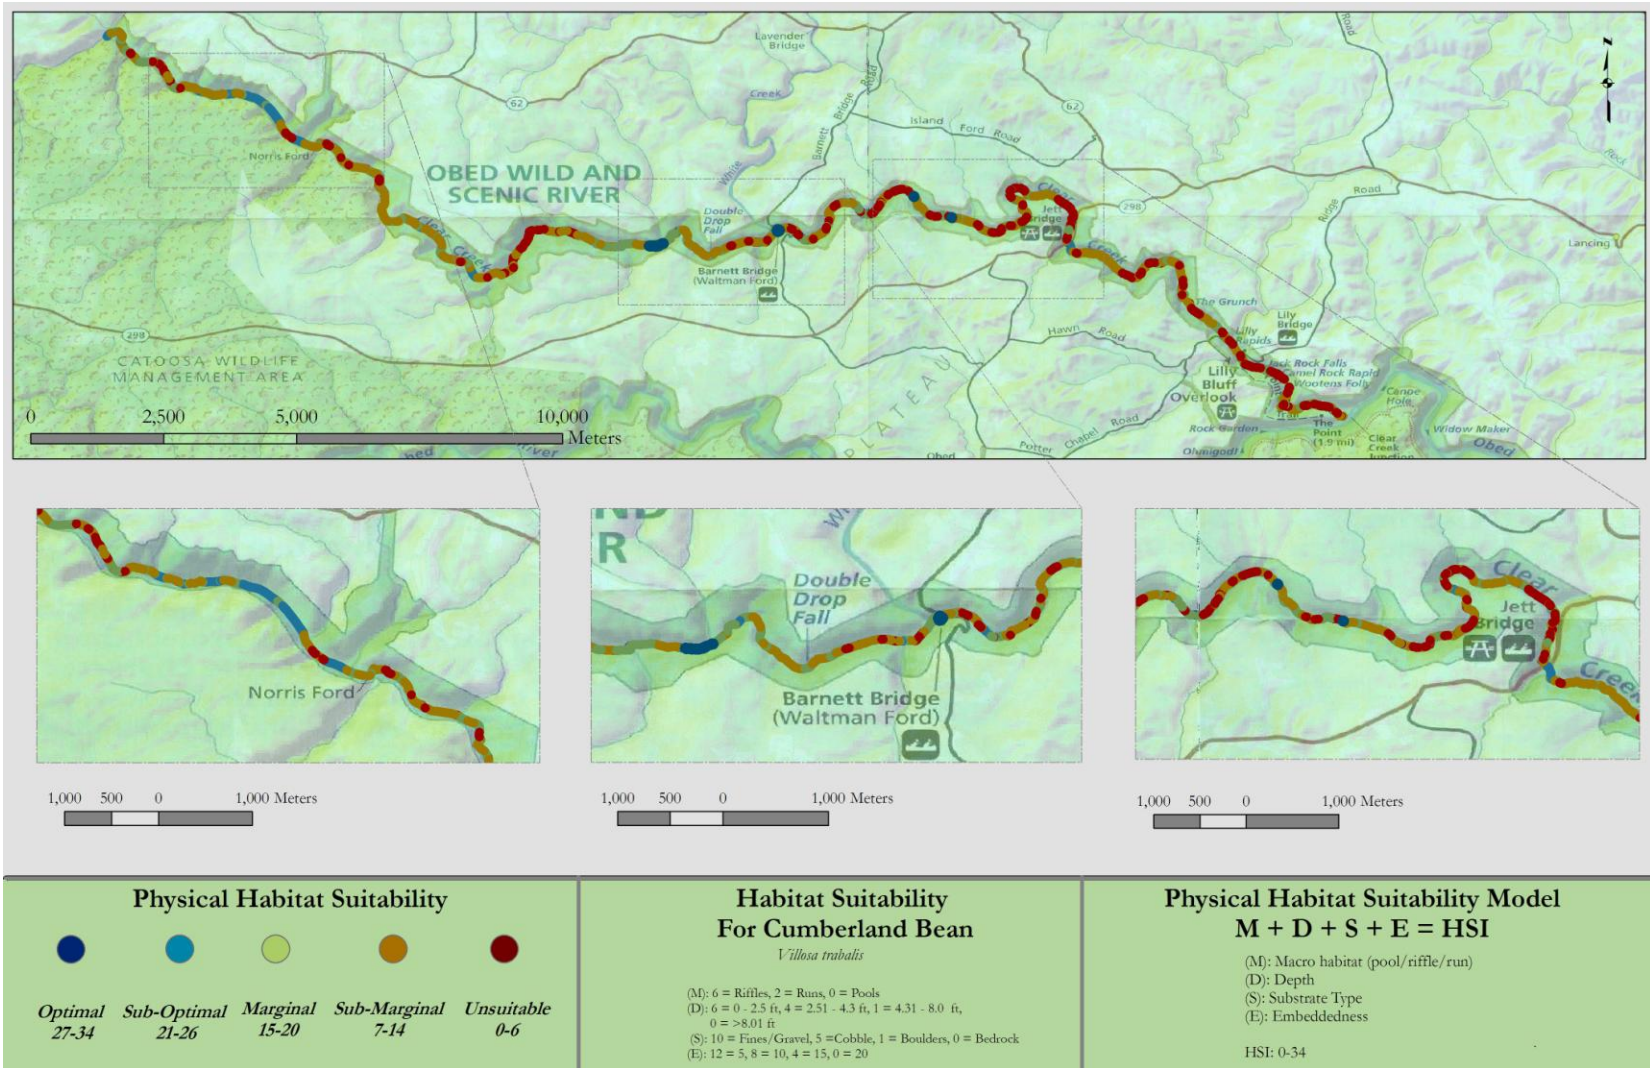 Lavender
Bridge
Road
Road
z
62
Creek
Barnett Bridge
Island Ford Road
62
Norris Ford
OBED WILD AND
SCENIC RIVER
White
Double
Drop
Fall
Clear
Jett
Bridge
298
Ridge
Road
Rock
Lancing
Clear Creek
Creek
Barnett Bridge
(Waltman Ford)
The Grunch
Lily
Bridge
Lilly
Rapids
Hawn Road
298
CATOOSA WILDLIFE
MANAGEMENT AREA
PLATEAU
Jack Rock Falls
Camel Rock Rapid
Wootens Folly
Lilly
Bluff
Overlook
Canoe
Hole
0 2,500 5,000 10,000
Meters
Potter Chapel Road
Rock Garden
The
Point
(1.9 mi)
Widow Maker
Clear
Creek
Junction
Obed
Obed
River
Obed
ND
R
Double
Drop
Fall
Clear
Jett
Bridge
Creek
Norris Ford
Barnett Bridge
(Waltman Ford)
1,000 500 0 1,000 Meters
1,000 500 0 1,000 Meters
1,000 500 0 1,000 Meters
Physical Habitat Suitability
Optimal
27-34
Sub-Optimal
21-26
Marginal
15-20
Sub-Marginal
7-14
Unsuitable
0-6
Habitat Suitability
For Cumberland Bean
Villosa trabalis
(M): 6 = Riffles, 2 = Runs, 0 = Pools
(D): 6 = 0 - 2.5 ft, 4 = 2.51 - 4.3 ft, 1 = 4.31 - 8.0 ft,
0 = >8.01 ft
(S): 10 = Fines/Gravel, 5 =Cobble, 1 = Boulders, 0 = Bedrock
(E): 12 = 5, 8 = 10, 4 = 15, 0 = 20
Physical Habitat Suitability Model
M + D + S + E = HSI
(M): Macro habitat (pool/riffle/run)
(D): Depth
(S): Substrate Type
(E): Embeddedness
HSI: 0-34